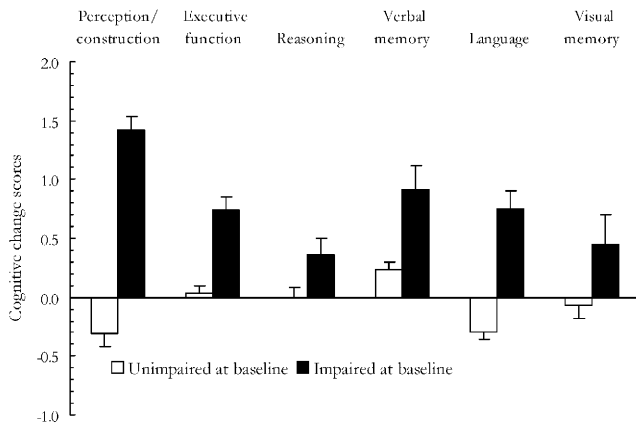 Perception/ Executive Verbal Visual
construction function Reasoning memory Language memory
2.0
1.5
1.0
0.5
0.0
-0.5
-1.0
Cognitive change scores
Unimpaired at baseline Impaired at baseline